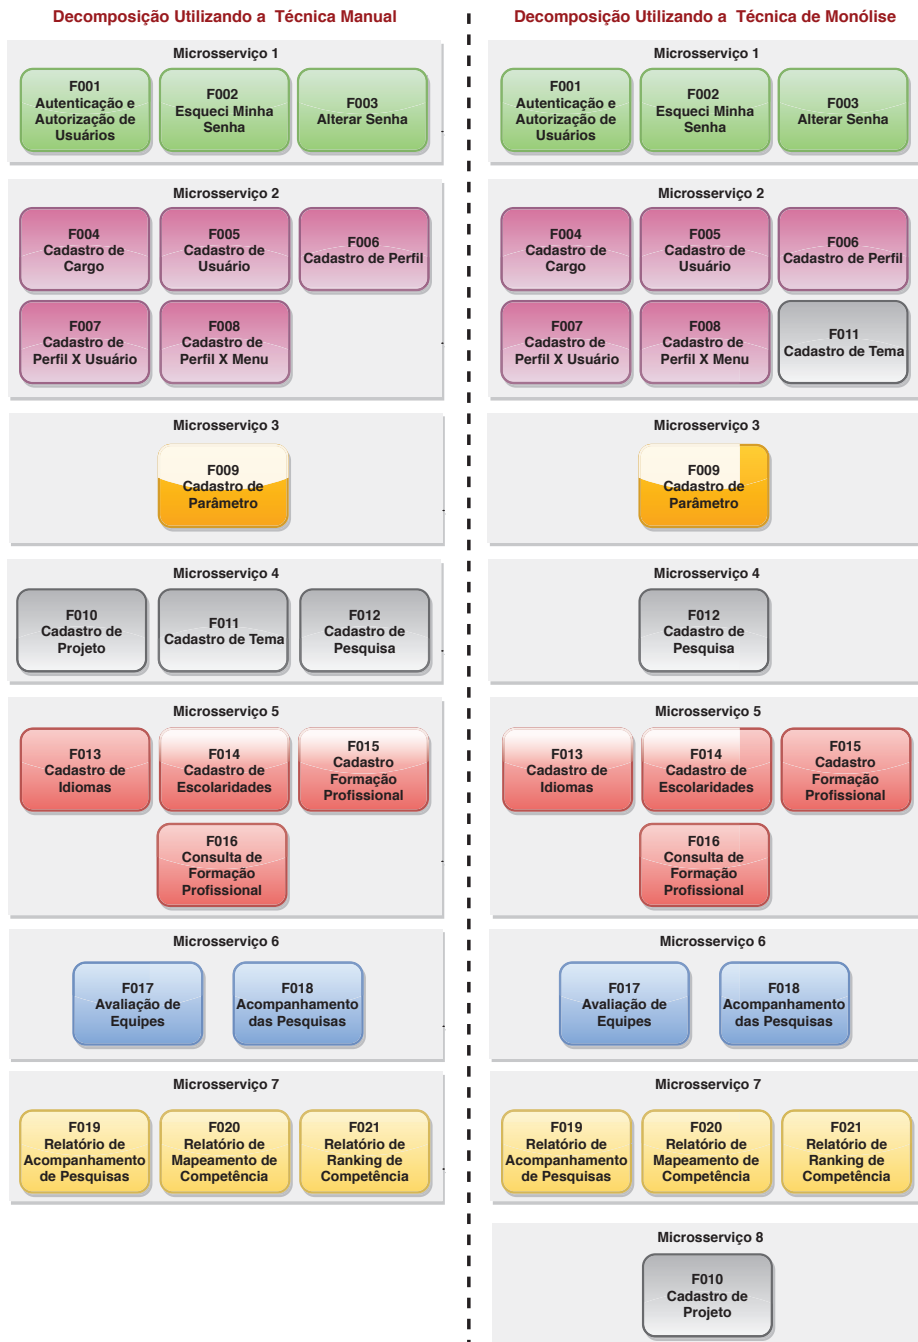 Decomposição Utilizando a Técnica Manual
Microsserviço 1
F001
Autenticação e
Autorização de
Usuários
F002
Esqueci Minha
Senha
F003
Alterar Senha
Microsserviço 2
F004
Cadastro de
Cargo
F005
Cadastro de
Usuário
F006
Cadastro de Perfil
F007
Cadastro de
Perfil X Usuário
F008
Cadastro de
Perfil X Menu
Microsserviço 3
F009
Cadastro de
Parâmetro
Microsserviço 4
F010
Cadastro de
Projeto
F011
Cadastro de Tema
F012
Cadastro de
Pesquisa
Microsserviço 5
F013
Cadastro de
Idiomas
F014
Cadastro de
Escolaridades
F015
Cadastro
Formação
Profissional
F016
Consulta de
Formação
Profissional
Microsserviço 6
F017
Avaliação de
Equipes
F018
Acompanhamento
das Pesquisas
Microsserviço 7
F019
Relatório de
Acompanhamento
de Pesquisas
F020
Relatório de
Mapeamento de
Competência
F021
Relatório de
Ranking de
Competência
Decomposição Utilizando a Técnica de Monólise
Microsserviço 1
F001
Autenticação e
Autorização de
Usuários
F002
Esqueci Minha
Senha
F003
Alterar Senha
Microsserviço 2
F004
Cadastro de
Cargo
F005
Cadastro de
Usuário
F006
Cadastro de Perfil
F007
Cadastro de
Perfil X Usuário
F008
Cadastro de
Perfil X Menu
F011
Cadastro de Tema
Microsserviço 3
F009
Cadastro de
Parâmetro
Microsserviço 4
F012
Cadastro de
Pesquisa
Microsserviço 5
F013
Cadastro de
Idiomas
F014
Cadastro de
Escolaridades
F015
Cadastro
Formação
Profissional
F016
Consulta de
Formação
Profissional
Microsserviço 6
F017
Avaliação de
Equipes
F018
Acompanhamento
das Pesquisas
Microsserviço 7
F019
Relatório de
Acompanhamento
de Pesquisas
F020
Relatório de
Mapeamento de
Competência
F021
Relatório de
Ranking de
Competência
Microsserviço 8
F010
Cadastro de
Projeto